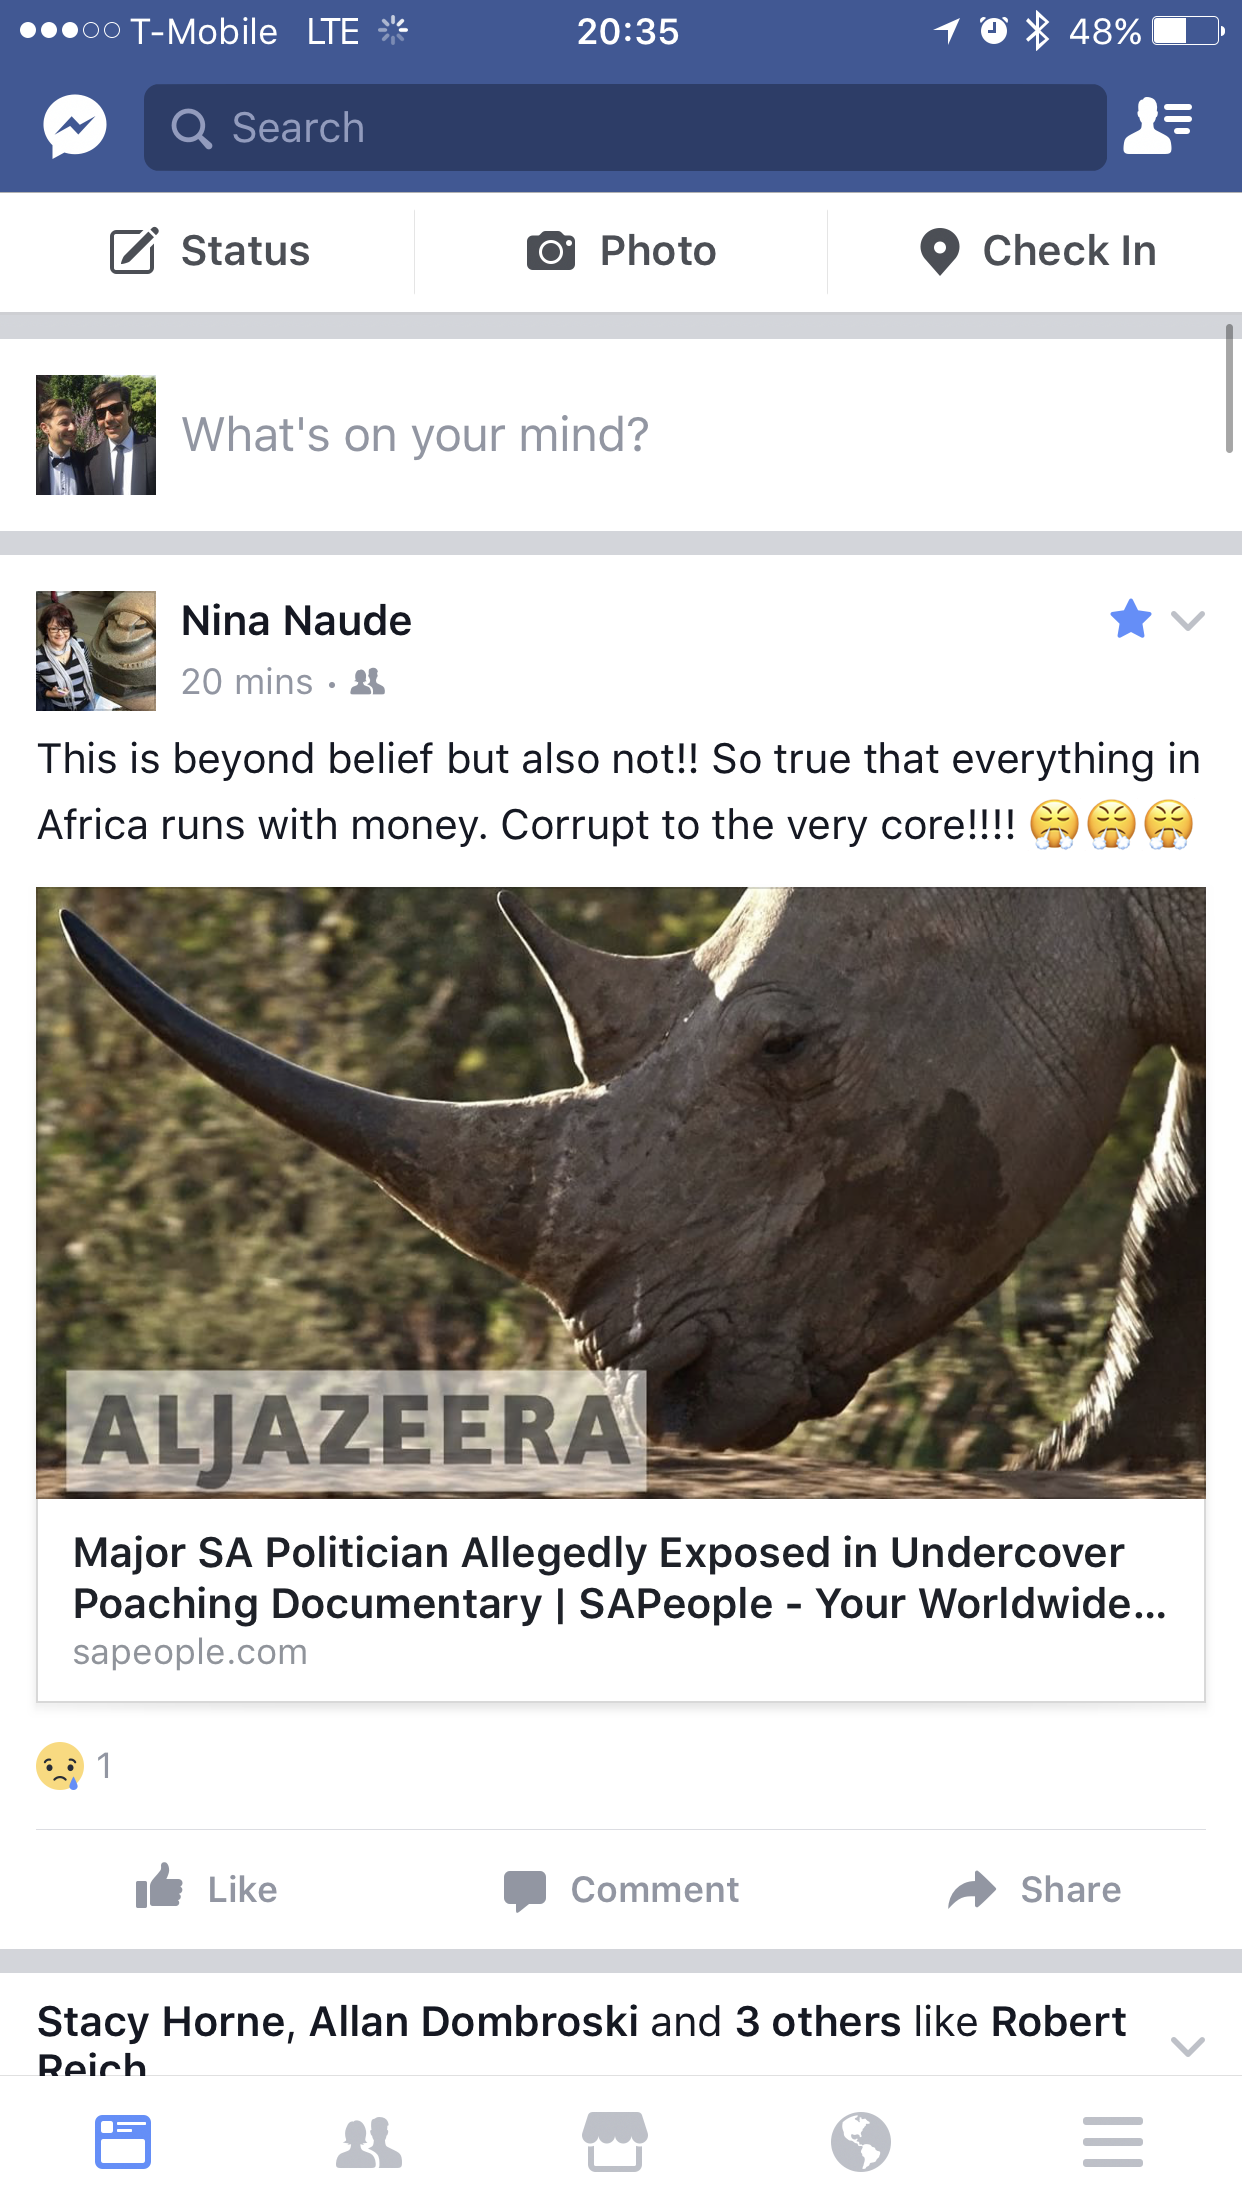 T-Mobile LTE 20:35 48%
Search
Status Photo Check In
What's on your mind?
Nina Naude
20 mins ·
This is beyond belief but also not!! So true that everything in
Africa runs with money. Corrupt to the very core!!!! 😤😤😤
ALJAZEERA
Major SA Politician Allegedly Exposed in Undercover
Poaching Documentary | SAPeople - Your Worldwide...
sapeople.com
1
Like Comment Share
Stacy Horne, Allan Dombroski and 3 others like Robert
Reich